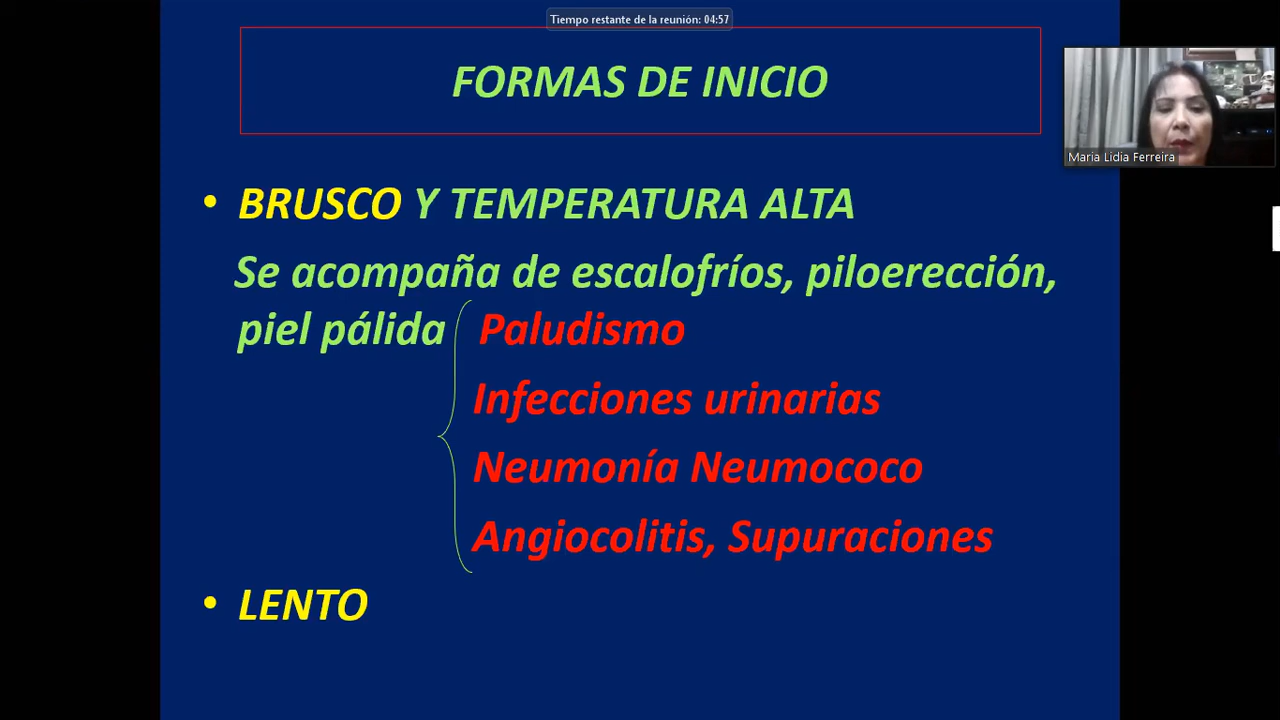 Tiempo restante de la reunión: 04:57
FORMAS DE INICIO
Maria Lidia Ferreira
• BRUSCO Y TEMPERATURA ALTA
Se acompaña de escalofríos, piloerección,
piel pálida Paludismo
Infecciones urinarias
Neumonía Neumococo
Angiocolitis, Supuraciones
• LENTO